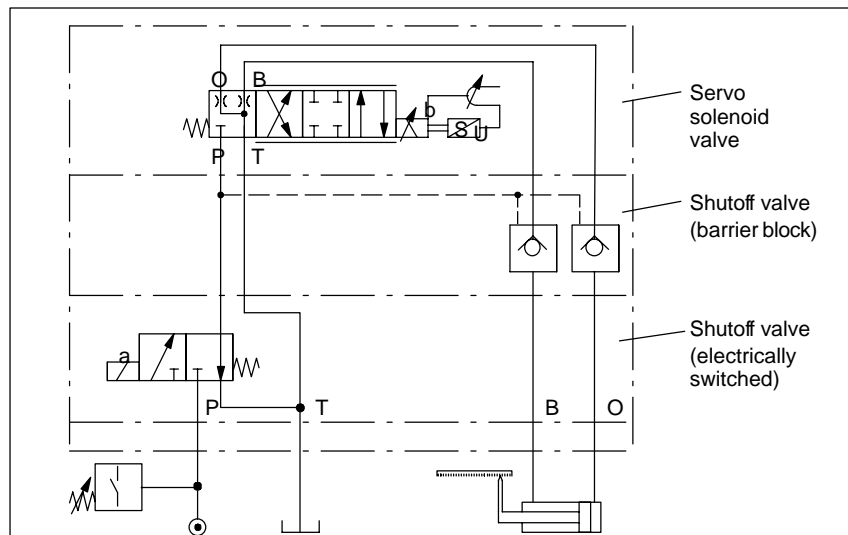 O B
Servo
solenoid
valve
b
S U
P T
Shutoff valve
(barrier block)
Shutoff valve
(electrically
switched)
a
P T B O